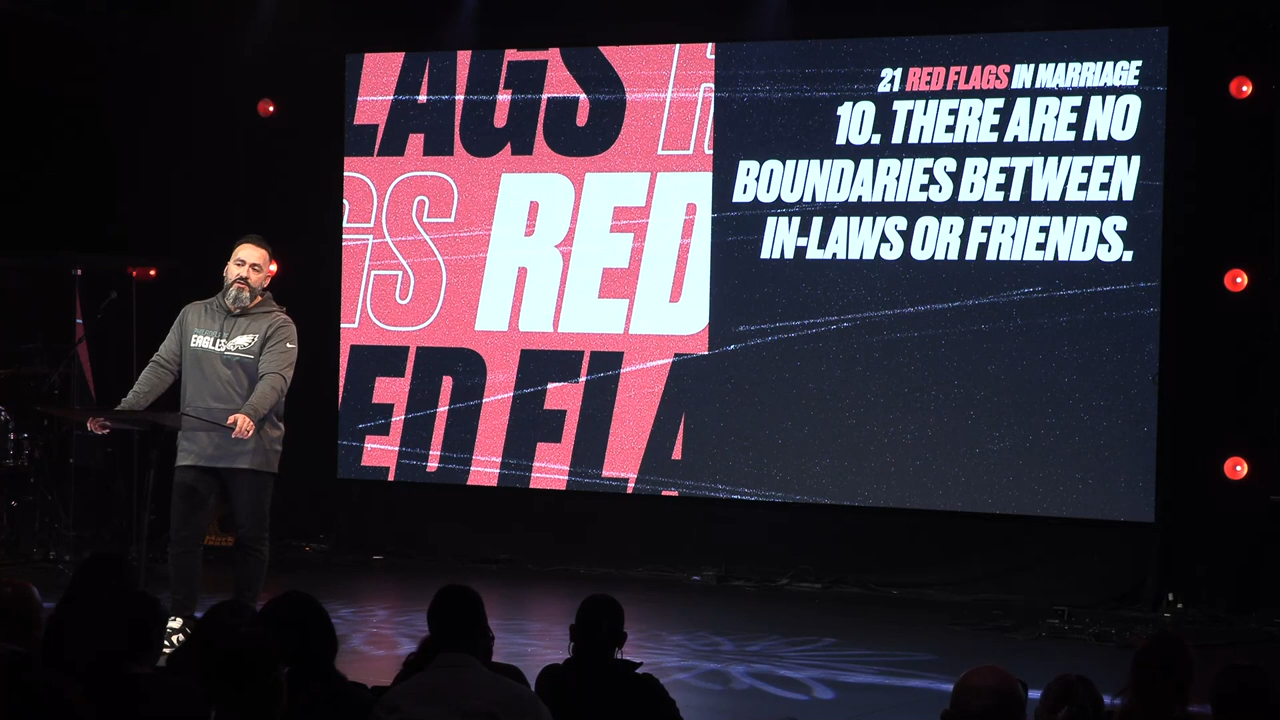 LAGS R
GS RED
ED FLA
21 RED FLAGS IN MARRIAGE
10. THERE ARE NO
BOUNDARIES BETWEEN
IN-LAWS OR FRIENDS.
EAGLES